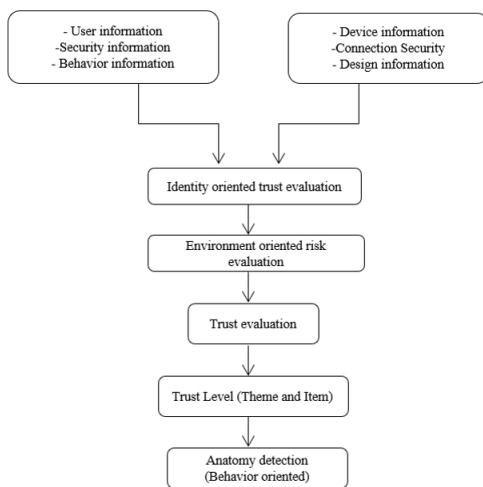 - User information
-Security information
- Behavior information
- Device information
-Connection Security
- Design information
Identity oriented trust evaluation
Environment oriented risk
evaluation
Trust evaluation
Trust Level (Theme and Item)
Anatomy detection
(Behavior oriented)